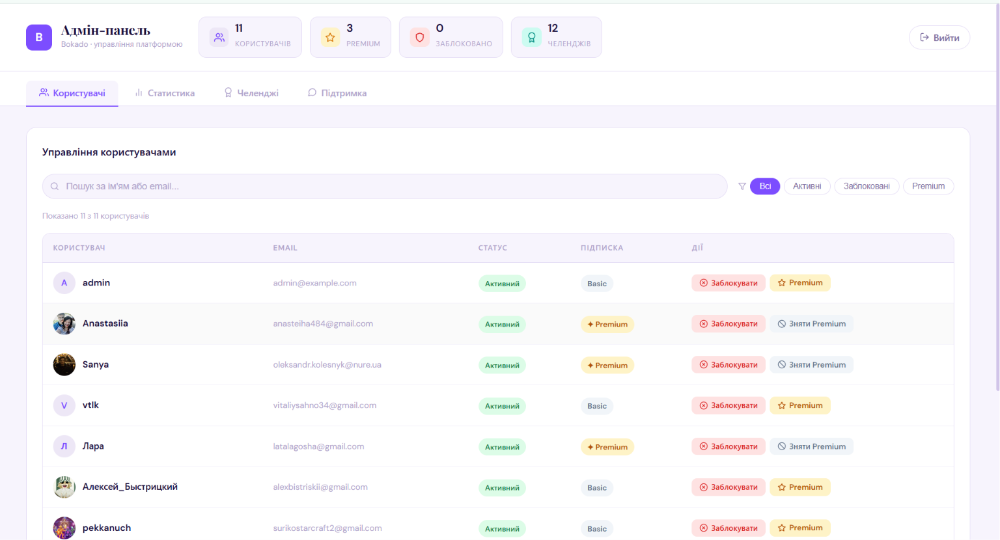 B
Адмін-панель
Bokado · управління платформою
11
КОРИСТУВАЧІВ
3
PREMIUM
0
ЗАБЛОКОВАНО
12
ЧЕЛЕНДЖІВ
Вийти
Користувачі
Статистика
Челенджі
Підтримка
Управління користувачами
Пошук за ім'ям або email...
Всі
Активні
Заблоковані
Premium
Показано 11 з 11 користувачів
КОРИСТУВАЧ EMAIL СТАТУС ПІДПИСКА ДІЇ
A admin admin@example.com Активний Basic Заблокувати Premium
Anastasiia anasteiha484@gmail.com Активний ✦ Premium Заблокувати Зняти Premium
Sanya oleksandr.kolesnyk@nure.ua Активний ✦ Premium Заблокувати Зняти Premium
V vtlk vitaliysahno34@gmail.com Активний Basic Заблокувати Premium
Л Лара latalagosha@gmail.com Активний ✦ Premium Заблокувати Зняти Premium
Алексей_Быстрицкий alexbistriskii@gmail.com Активний Basic Заблокувати Premium
pekkanuch surikostarcraft2@gmail.com Активний Basic Заблокувати Premium